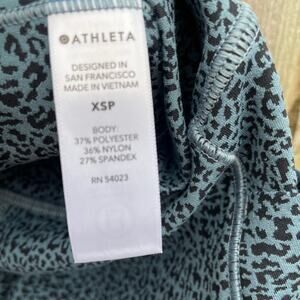 ATHLETA
DESIGNED IN
SAN FRANCISCO
MADE IN VIETNAM
XSP
BODY:
37% POLYESTER
36% NYLON
27% SPANDEX
RN 54023